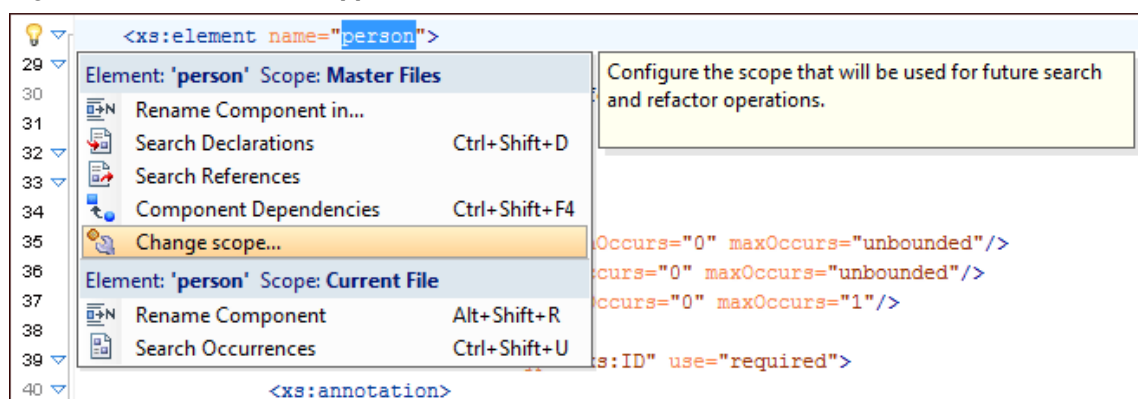 <xs:element name="person">
29 Element: 'person' Scope: Master Files
Configure the scope that will be used for future search
and refactor operations.
30 Rename Component in...
31
Search Declarations Ctrl+Shift+D
32
33 Search References
34 Component Dependencies Ctrl+Shift+F4
35 Change scope... Occurs="0" maxOccurs="unbounded"/>
36 Element: 'person' Scope: Current File curs="0" maxOccurs="unbounded"/>
37 Rename Component Alt+Shift+R ccurs="0" maxOccurs="1"/>
38
Search Occurrences Ctrl+Shift+U
39 s:ID" use="required">
40 <xs:annotation>